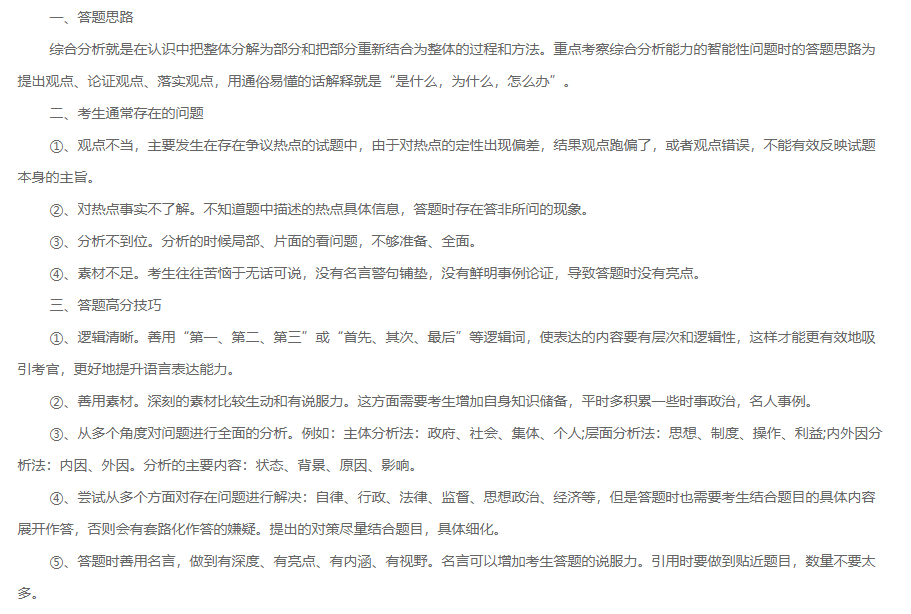 一、答题思路
综合分析就是在认识中把整体分解为部分和把部分重新结合为整体的过程和方法。重点考察综合分析能力的智能性问题时的答题思路为
提出观点、论证观点、落实观点，用通俗易懂的话解释就是“是什么，为什么，怎么办”。
二、考生通常存在的问题
①、观点不当，主要发生在存在争议热点的试题中，由于对热点的定性出现偏差，结果观点跑偏了，或者观点错误，不能有效反映试题
本身的主旨。
②、对热点事实不了解。不知道题中描述的热点具体信息，答题时存在答非所问的现象。
③、分析不到位。分析的时候局部、片面的看问题，不够准备、全面。
④、素材不足。考生往往苦恼于无话可说，没有名言警句铺垫，没有鲜明事例论证，导致答题时没有亮点。
三、答题高分技巧
①、逻辑清晰。善用“第一、第二、第三”或“首先、其次、最后”等逻辑词，使表达的内容要有层次和逻辑性，这样才能更有效地吸
引考官，更好地提升语言表达能力。
②、善用素材。深刻的素材比较生动和有说服力。这方面需要考生增加自身知识储备，平时多积累一些时事政治，名人事例。
③、从多个角度对问题进行全面的分析。例如：主体分析法：政府、社会、集体、个人;层面分析法：思想、制度、操作、利益;内外因分
析法：内因、外因。分析的主要内容：状态、背景、原因、影响。
④、尝试从多个方面对存在问题进行解决：自律、行政、法律、监督、思想政治、经济等，但是答题时也需要考生结合题目的具体内容
展开作答，否则会有套路化作答的嫌疑。提出的对策尽量结合题目，具体细化。
⑤、答题时善用名言，做到有深度、有亮点、有内涵、有视野。名言可以增加考生答题的说服力。引用时要做到贴近题目，数量不要太
多。